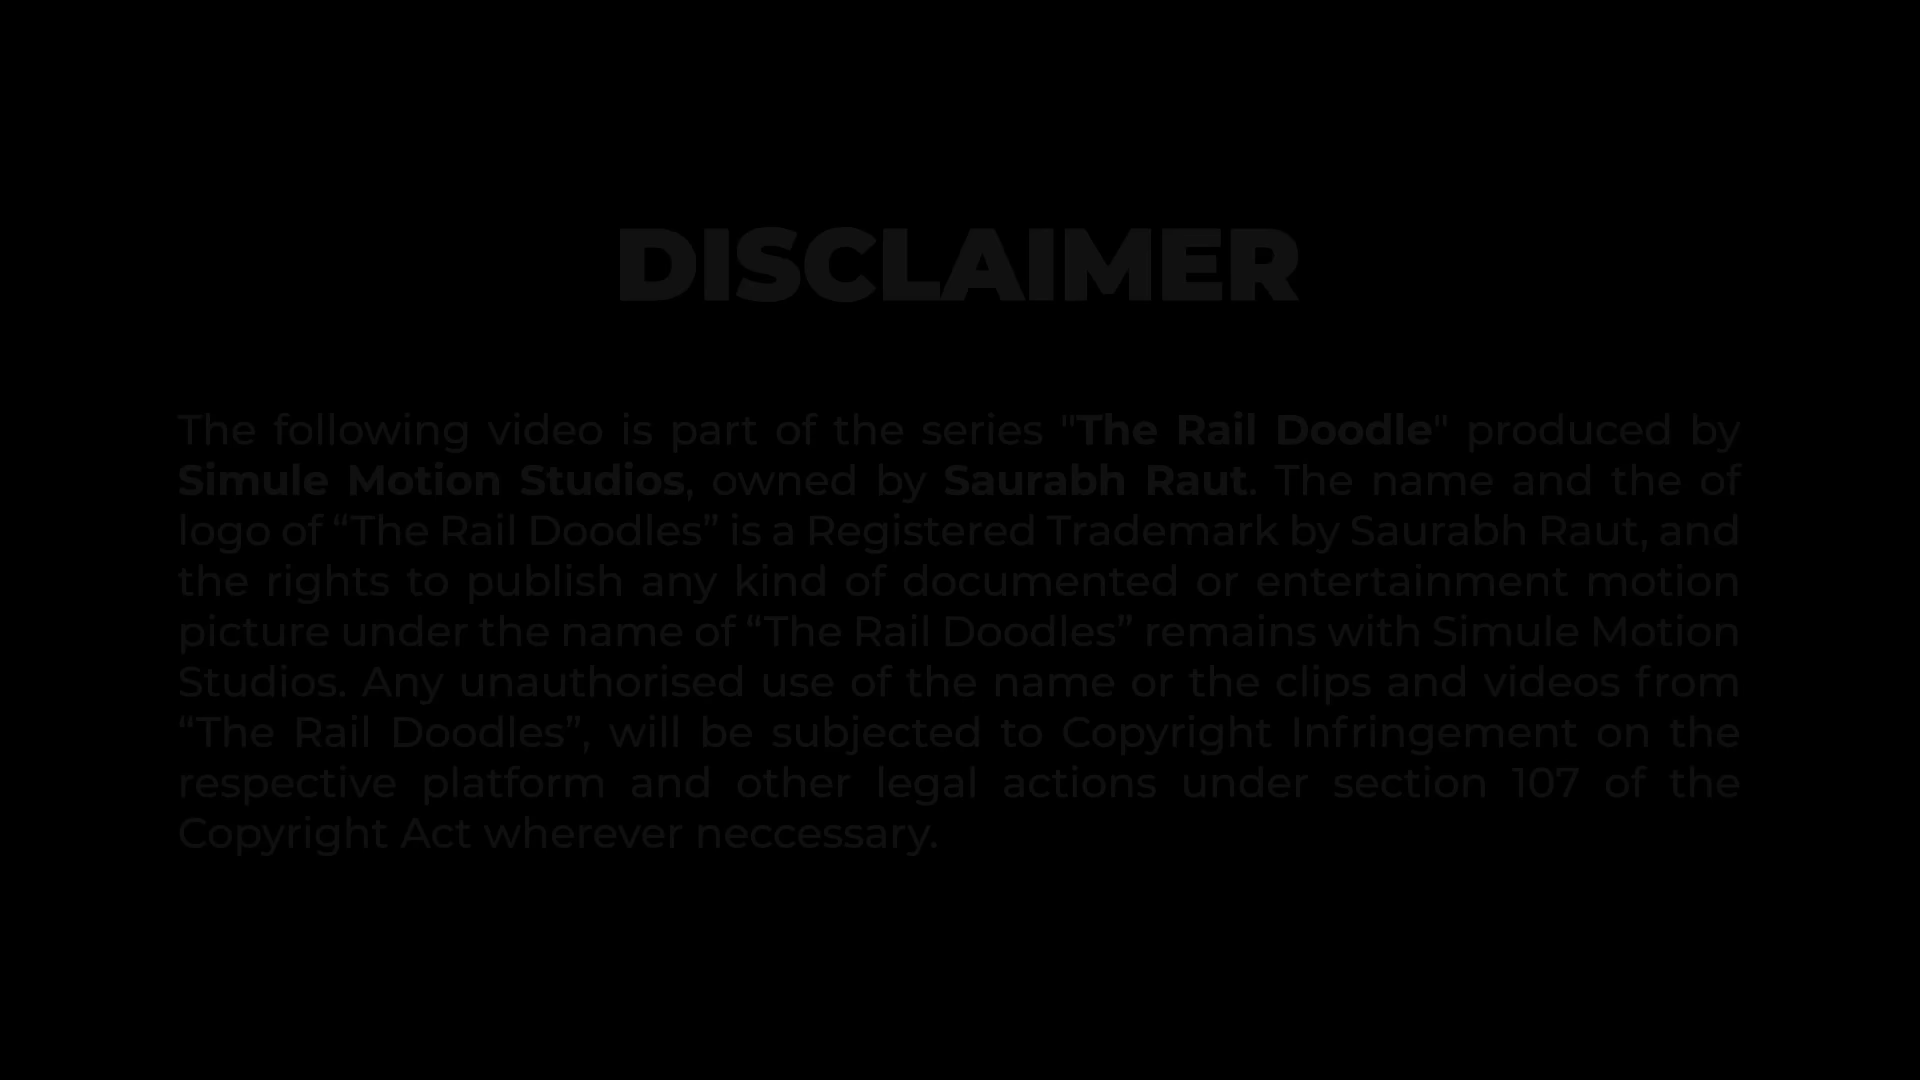 DISCLAIMER
The following video is part of the series "The Rail Doodle" produced by
Simule Motion Studios, owned by Saurabh Raut. The name and the of
logo of “The Rail Doodles” is a Registered Trademark by Saurabh Raut, and
the rights to publish any kind of documented or entertainment motion
picture under the name of “The Rail Doodles” remains with Simule Motion
Studios. Any unauthorised use of the name or the clips and videos from
“The Rail Doodles”, will be subjected to Copyright Infringement on the
respective platform and other legal actions under section 107 of the
Copyright Act wherever neccessary.